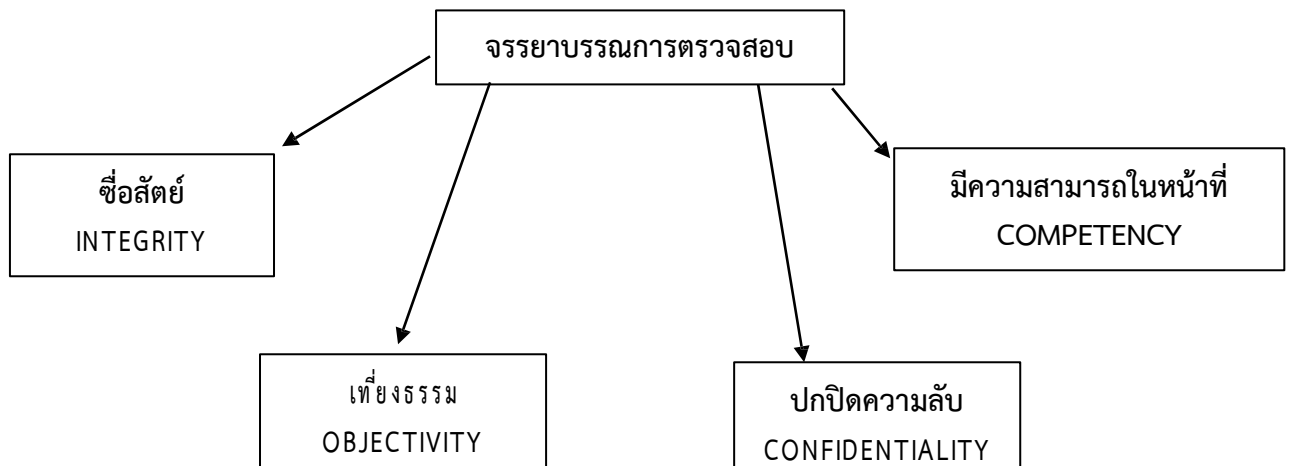 จรรยาบรรณการตรวจสอบ
ซื่อสัตย์
INTEGRITY
มีความสามารถในหน้าที่
COMPETENCY
เที่ยงธรรม
OBJECTIVITY
ปกปิดความลับ
CONFIDENTIALITY